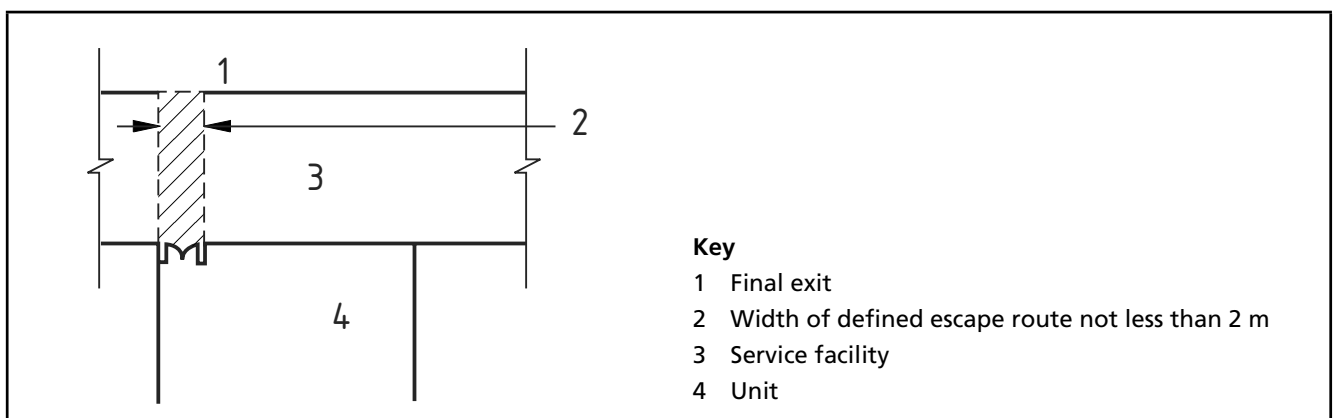 1
2
3
4
Key
1 Final exit
2 Width of defined escape route not less than 2 m
3 Service facility
4 Unit